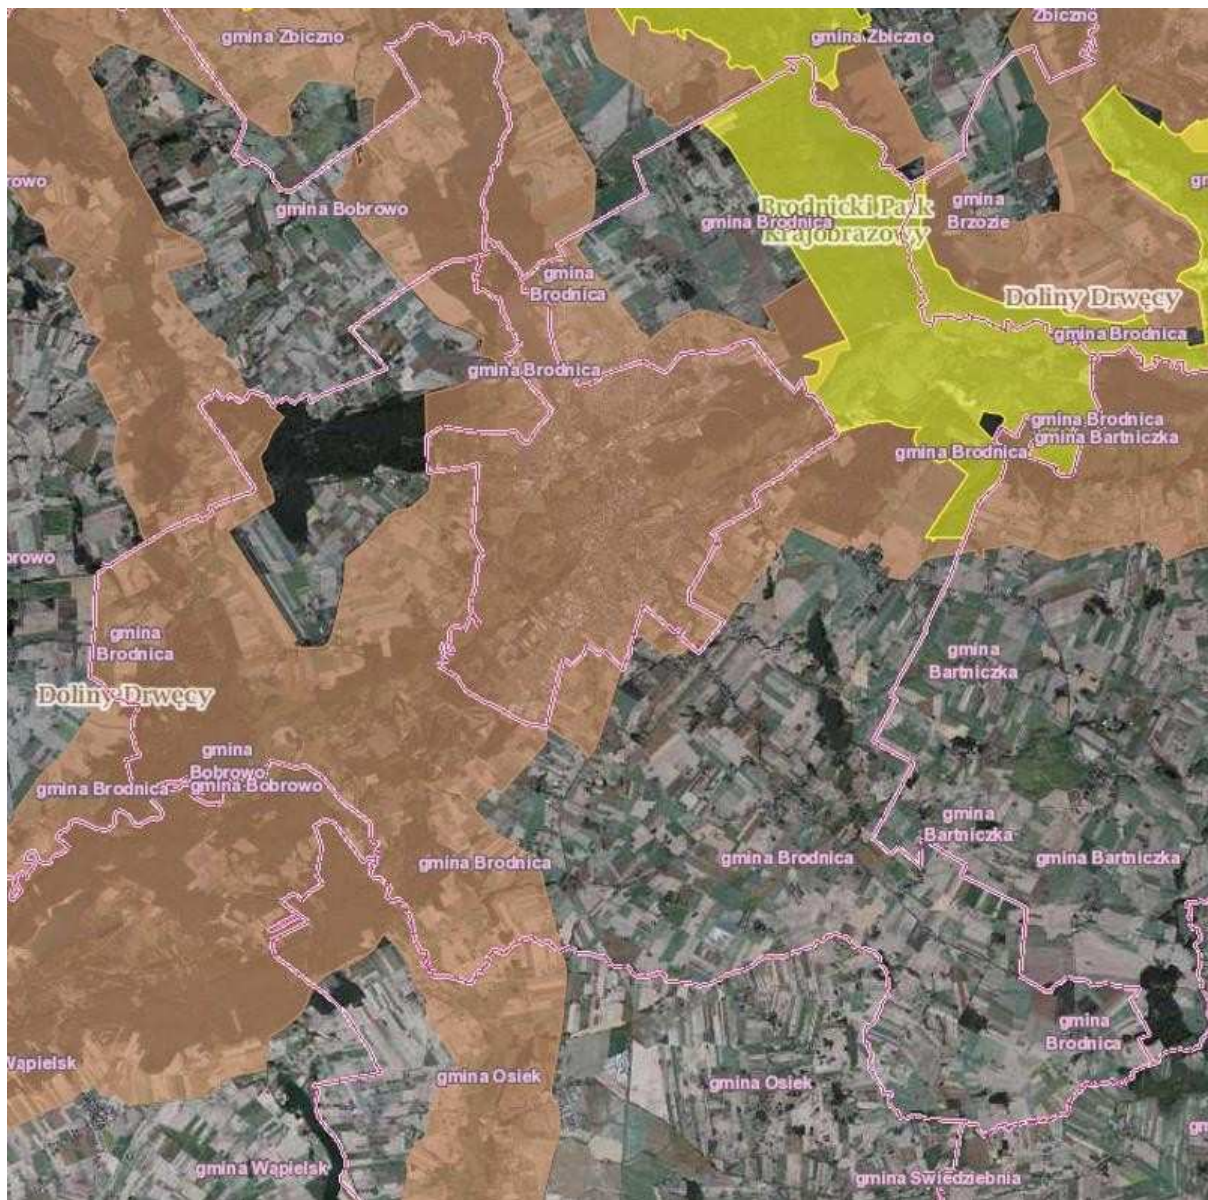 Zbiczno
gmina Zbiczno
gmina Zbiczno
rowo
gmina Bobrowo
gmina
Brzozie
Brodnicki Park
Krajobrazowy
gmina Brodnica
gmina
Brodnica
Doliny Drwęcy
gmina Brodnica
gmina Brodnica
gmina Brodnica
gmina Bartniczka
gmina Brodnica
browo
gmina
Brodnica
gmina
Bartniczka
Doliny Drwęcy
gmina
Bobrowo
gmina Brodnica
gmina Bobrowo
gmina
Bartniczka
gmina Brodnica
gmina Brodnica
gmina Bartniczka
gmina
Brodnica
Wąpielsk
gmina Osiek
gmina Osiek
gmina Wąpielsk
gmina Świedziebnia